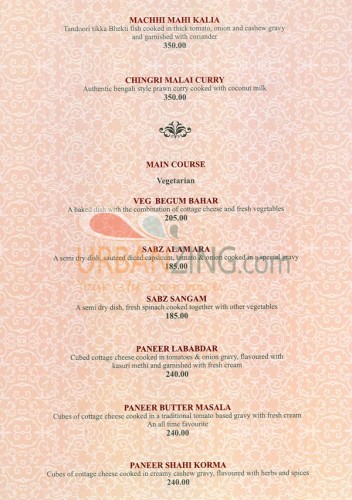 MACHHI MAHI KALIA
Tandoori tikka Bhekti fish cooked in thick tomato, onion and cashew gravy
and garnished with coriander
350.00
CHINGRI MALAI CURRY
Authentic bengali style prawn curry cooked with coconut milk
350.00
MAIN COURSE
Vegetarian
VEG BEGUM BAHAR
A baked dish with the combination of cottage cheese and fresh vegetables
205.00
SABZ ALAM ARA
A semi dry dish, sauteed diced capsicum, tomato & onion cooked in a special gravy
185.00
URBANZING.com
SABZ SANGAM
A semi dry dish, fresh spinach cooked together with other vegetables
185.00
PANEER LABABDAR
Cubed cottage cheese cooked in tomatoes & onion gravy, flavoured with
kasuri methi and garnished with fresh cream
240.00
PANEER BUTTER MASALA
Cubes of cottage cheese cooked in a traditional tomato based gravy with fresh cream
An all time favourite
240.00
PANEER SHAHI KORMA
Cubes of cottage cheese cooked in creamy cashew gravy, flavoured with herbs and spices
240.00